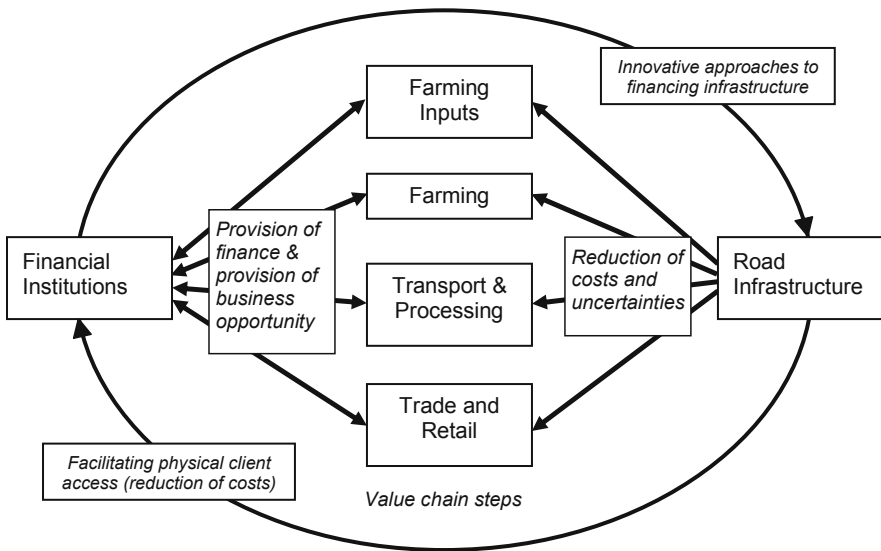 Innovative approaches to
financing infrastructure
Farming
Inputs
Farming
Financial
Institutions
Provision of
finance &
provision of
business
opportunity
Transport &
Processing
Reduction of
costs and
uncertainties
Road
Infrastructure
Trade and
Retail
Facilitating physical client
access (reduction of costs)
Value chain steps